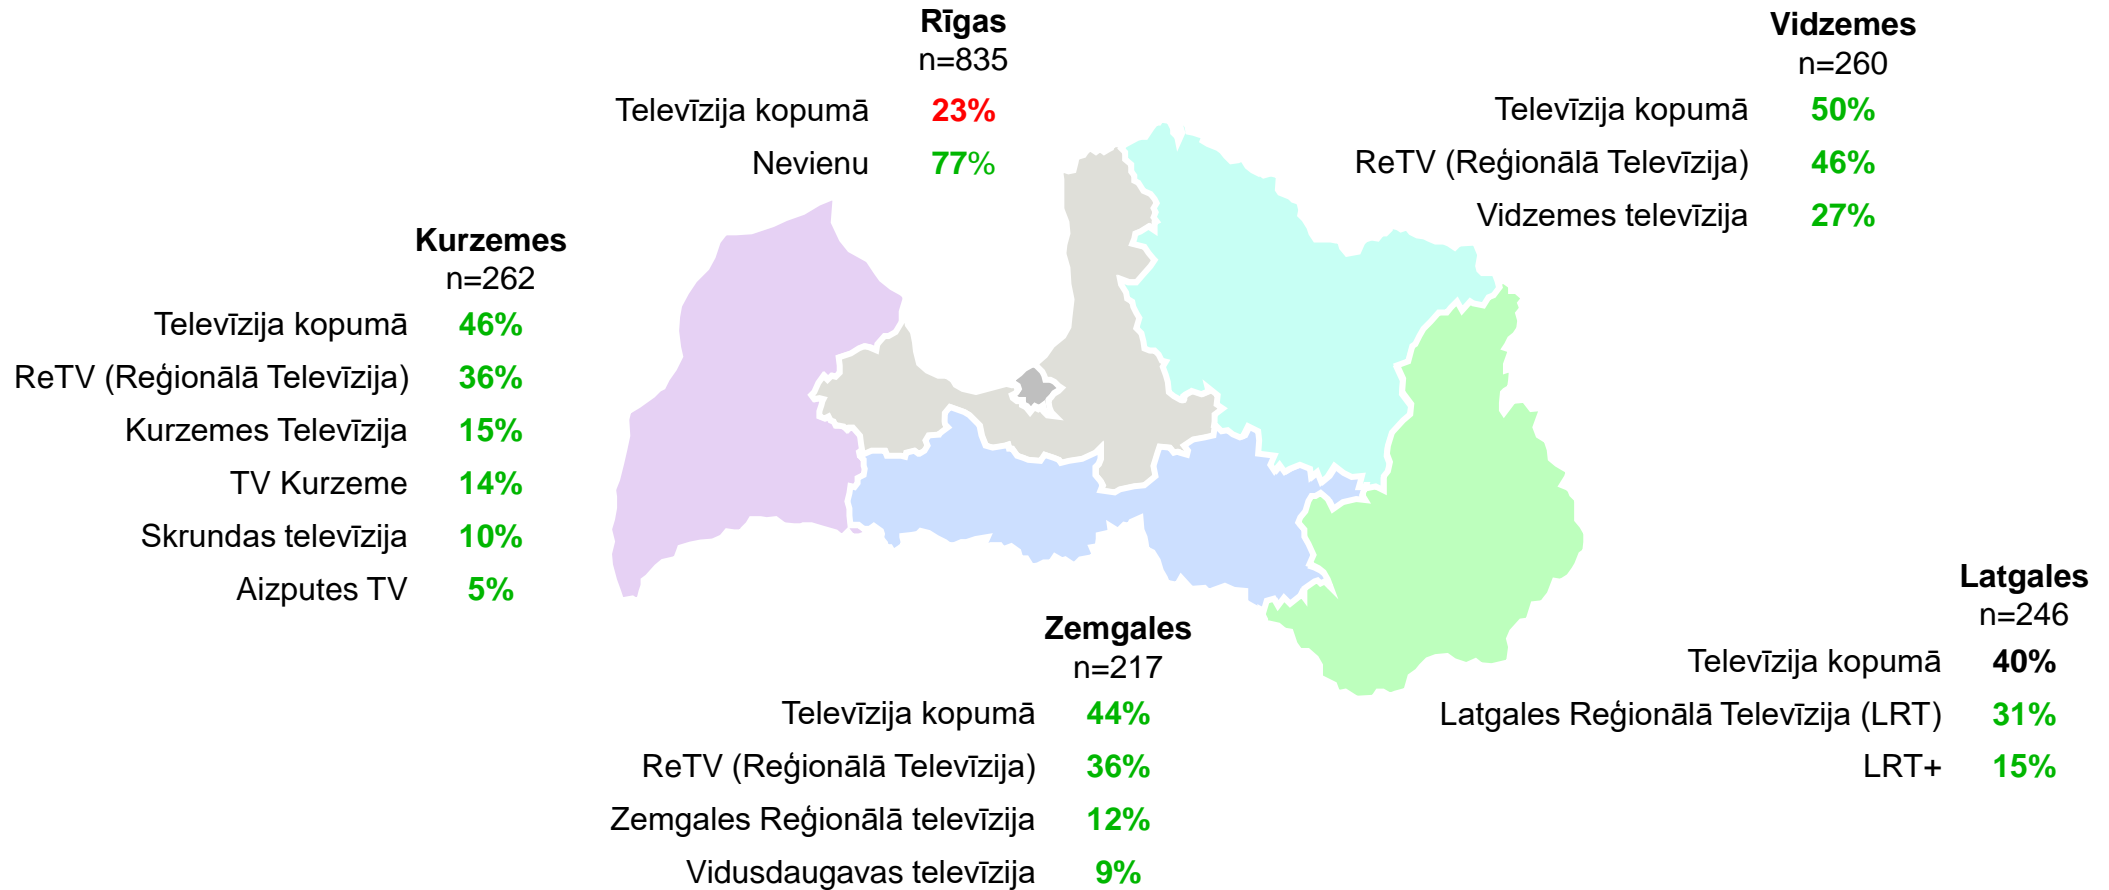 Rīgas
n=835
Televīzija kopumā 23%
Nevienu 77%
Vidzemes
n=260
Televīzija kopumā 50%
ReTV (Reģionālā Televīzija) 46%
Vidzemes televīzija 27%
Kurzemes
n=262
Televīzija kopumā 46%
ReTV (Reģionālā Televīzija) 36%
Kurzemes Televīzija 15%
TV Kurzeme 14%
Skrundas televīzija 10%
Aizputes TV 5%
Zemgales
n=217
Televīzija kopumā 44%
ReTV (Reģionālā Televīzija) 36%
Zemgales Reģionālā televīzija 12%
Vidusdaugavas televīzija 9%
Latgales
n=246
Televīzija kopumā 40%
Latgales Reģionālā Televīzija (LRT) 31%
LRT+ 15%